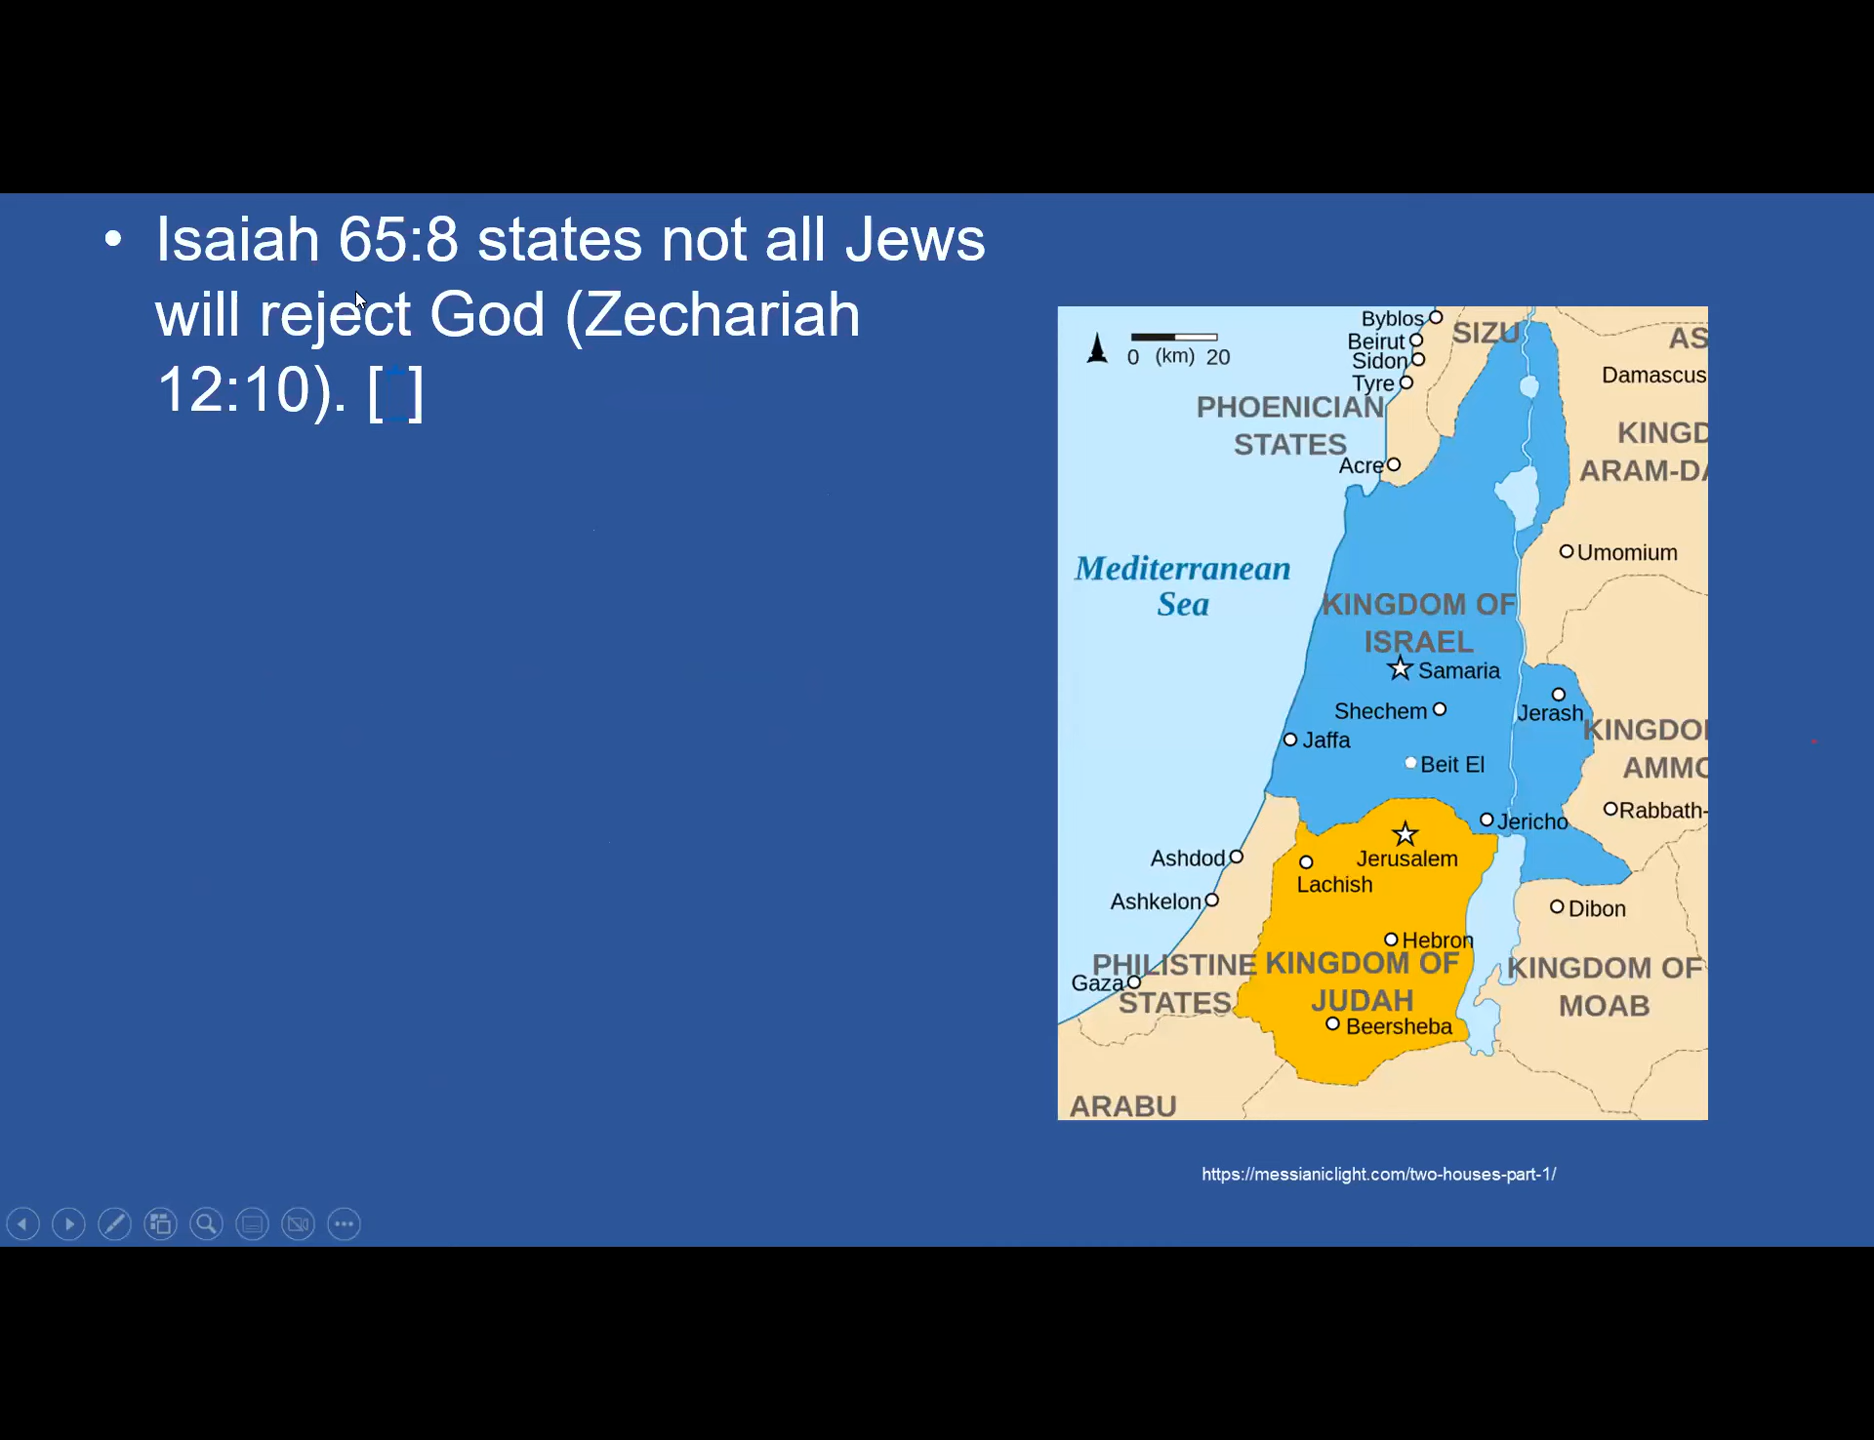 • Isaiah 65:8 states not all Jews
will reject God (Zechariah
12:10). [ ]
Byblos
Beirut
Sidon
Tyre
SIZU
AS
Damascus
0 (km) 20
PHOENICIAN
STATES
KINGD
ARAM-DA
Acre
Umomium
Mediterranean
Sea
KINGDOM OF
ISRAEL
Samaria
Shechem
Jerash
Jaffa
KINGDO
AMMO
Beit El
Rabbath-
Jericho
Jerusalem
Ashdod
Lachish
Ashkelon
Dibon
Hebron
PHILISTINE
STATES
Gaza
KINGDOM OF
JUDAH
KINGDOM OF
MOAB
Beersheba
ARABU
https://messianiclight.com/two-houses-part-1/